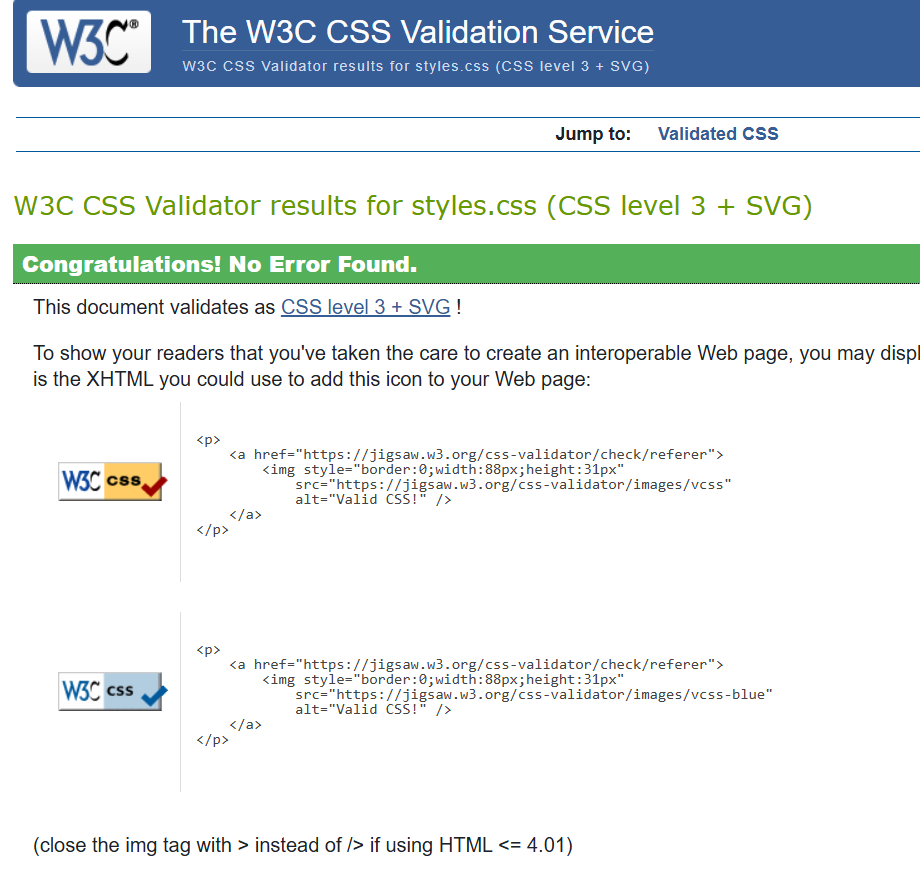 W3C®
The W3C CSS Validation Service
W3C CSS Validator results for styles.css (CSS level 3 + SVG)
Jump to: Validated CSS
W3C CSS Validator results for styles.css (CSS level 3 + SVG)
Congratulations! No Error Found.
This document validates as CSS level 3 + SVG !
To show your readers that you've taken the care to create an interoperable Web page, you may displ
is the XHTML you could use to add this icon to your Web page:
W3C css
<p>
<a href="https://jigsaw.w3.org/css-validator/check/referer">
<img style="border:0;width:88px;height:31px"
src="https://jigsaw.w3.org/css-validator/images/vcss"
alt="Valid CSS!" />
</a>
</p>
W3C css
<p>
<a href="https://jigsaw.w3.org/css-validator/check/referer">
<img style="border:0;width:88px;height:31px"
src="https://jigsaw.w3.org/css-validator/images/vcss-blue"
alt="Valid CSS!" />
</a>
</p>
(close the img tag with > instead of /> if using HTML <= 4.01)